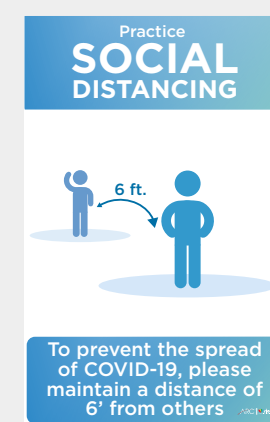 Practice
SOCIAL
DISTANCING
6 ft.
To prevent the spread
of COVID-19, please
maintain a distance of
6’ from others